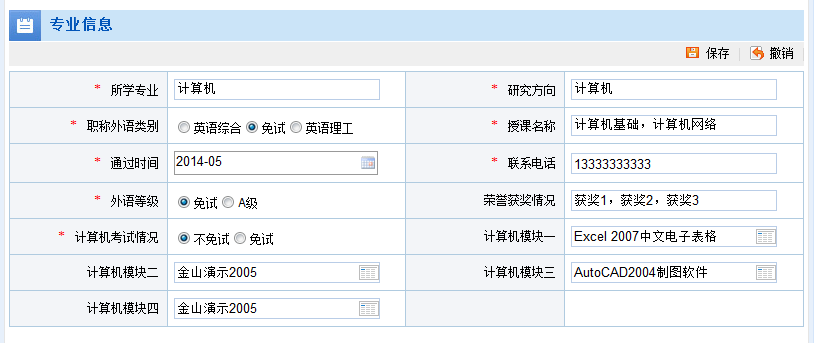 专业信息
保存 撤销
* 所学专业 计算机 * 研究方向 计算机
* 职称外语类别 英语综合 免试 英语理工 * 授课名称 计算机基础，计算机网络
* 通过时间 2014-05 * 联系电话 13333333333
* 外语等级 免试 A级 荣誉获奖情况 获奖1，获奖2，获奖3
* 计算机考试情况 不免试 免试 计算机模块一 Excel 2007中文电子表格
计算机模块二 金山演示2005 计算机模块三 AutoCAD2004制图软件
计算机模块四 金山演示2005